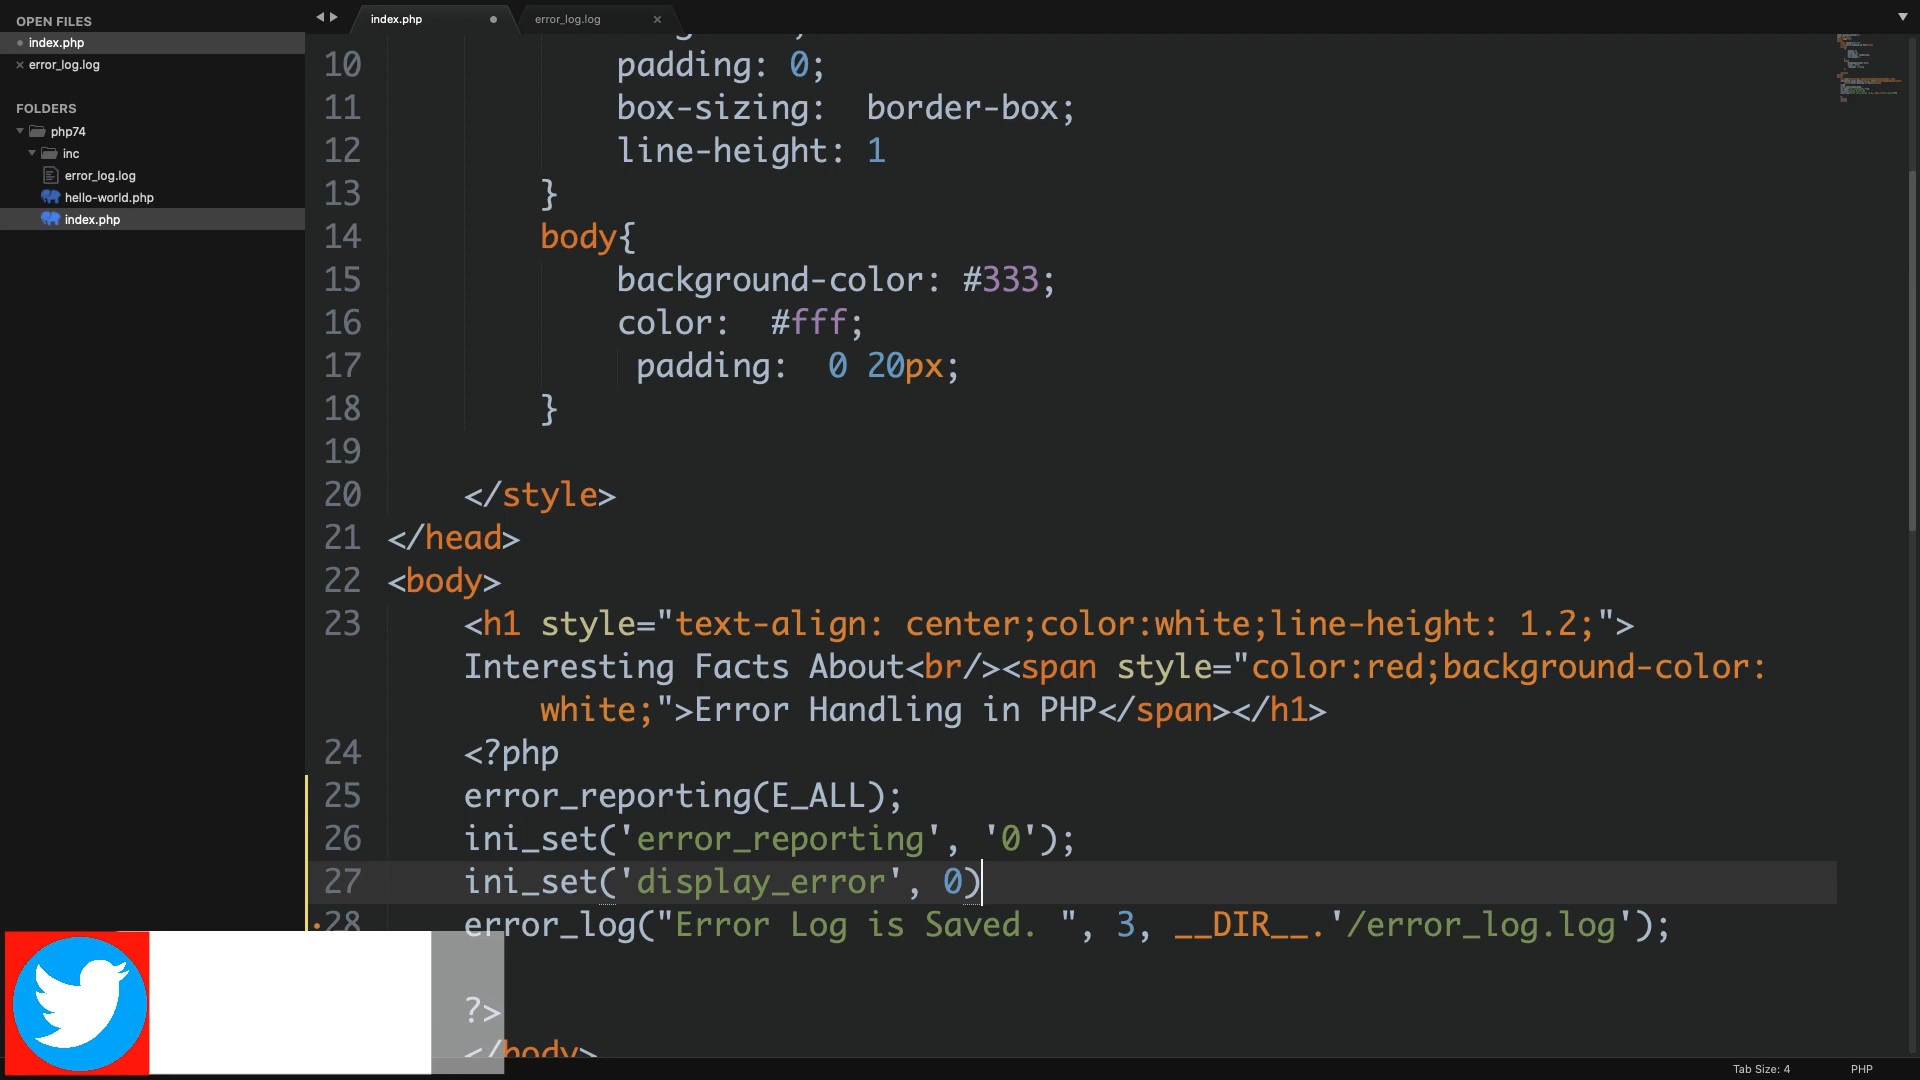 OPEN FILES
index.php
error_log.log
FOLDERS
php74
inc
error_log.log
hello-world.php
index.php
index.php
error_log.log
10 padding: 0;
11 box-sizing:  border-box;
12 line-height: 1
13 }
14 body{
15 background-color: #333;
16 color:  #fff;
17 padding:  0 20px;
18 }
19
20 </style>
21 </head>
22 <body>
23 <h1 style="text-align: center;color:white;line-height: 1.2;">
Interesting Facts About<br/><span style="color:red;background-color:
white;">Error Handling in PHP</span></h1>
24 <?php
25 error_reporting(E_ALL);
26 ini_set('error_reporting', '0');
27 ini_set('display_error', 0)
28 error_log("Error Log is Saved. ", 3, __DIR__.'/error_log.log');
?>
</body>
Tab Size: 4
PHP